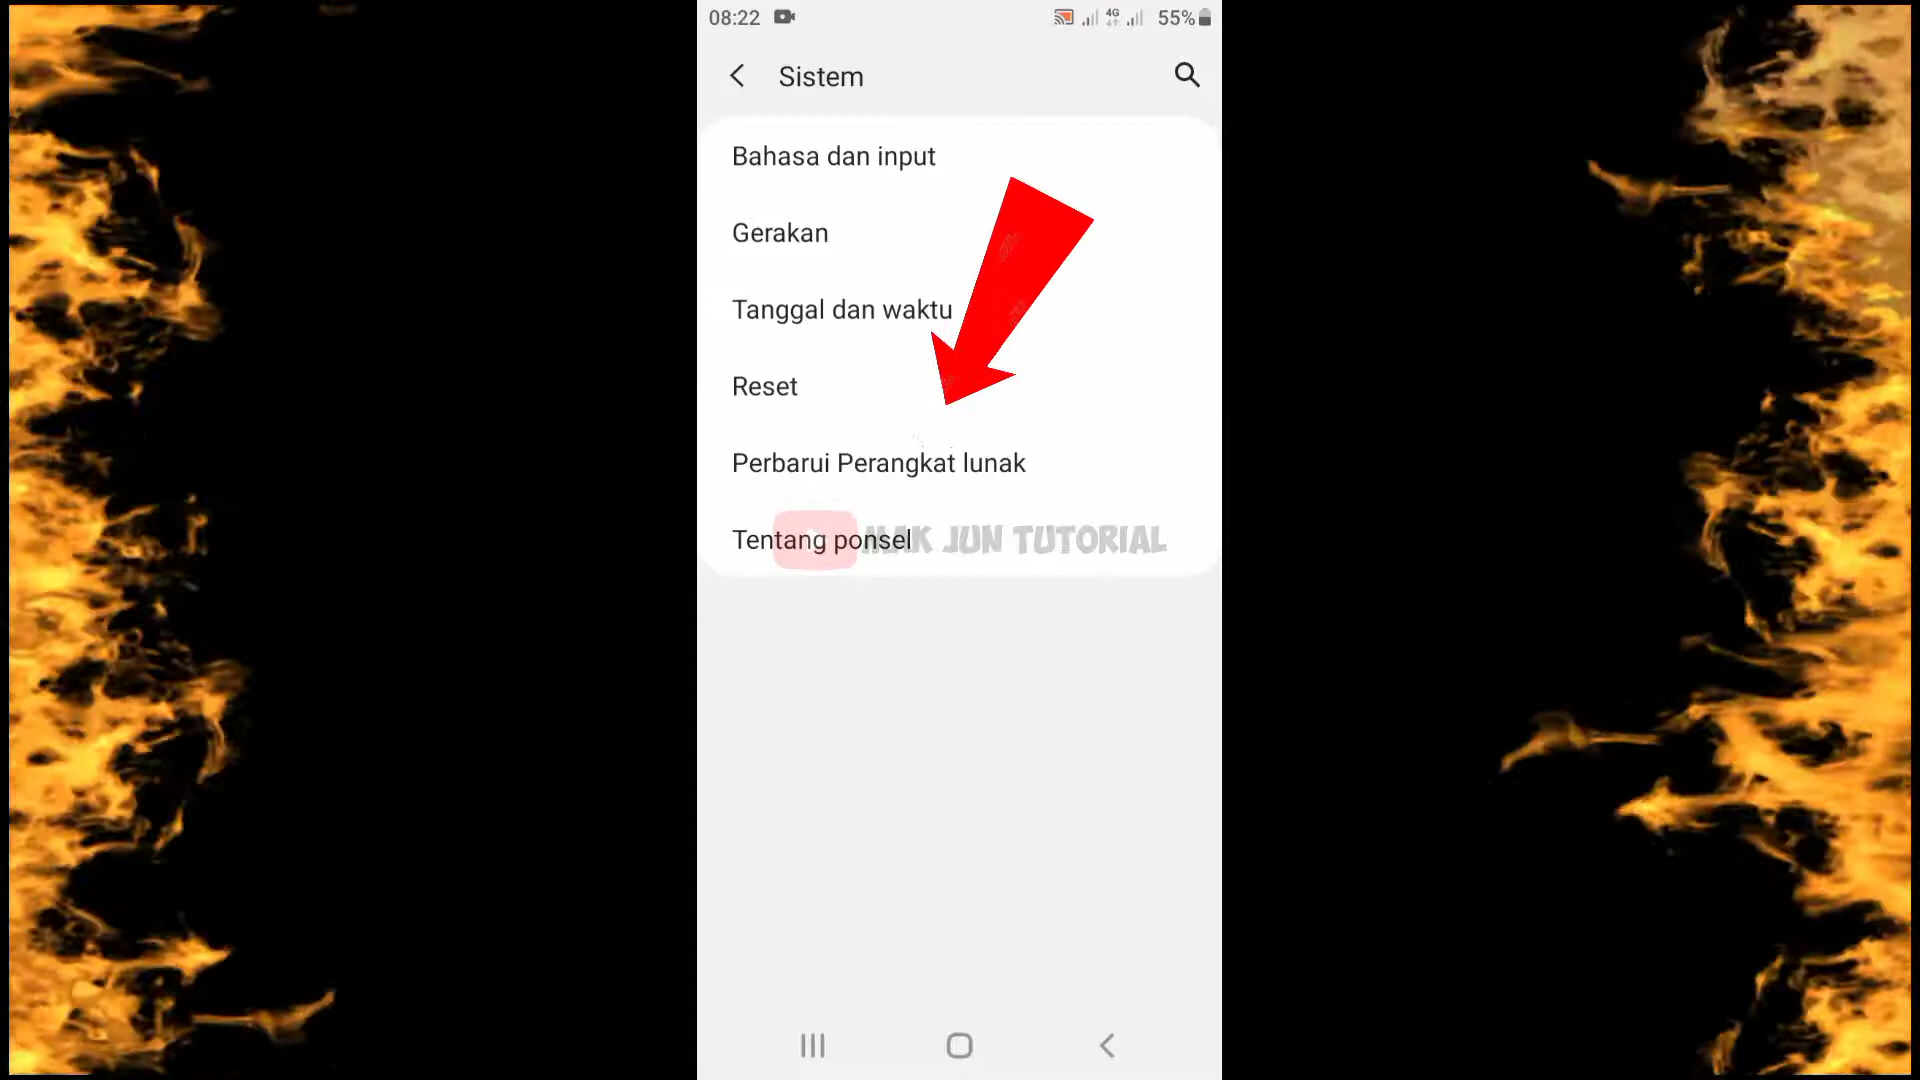 08:22
4G
55%
Sistem
Bahasa dan input
Gerakan
Tanggal dan waktu
Reset
Perbarui Perangkat lunak
Tentang ponsel
JUN TUTORIAL